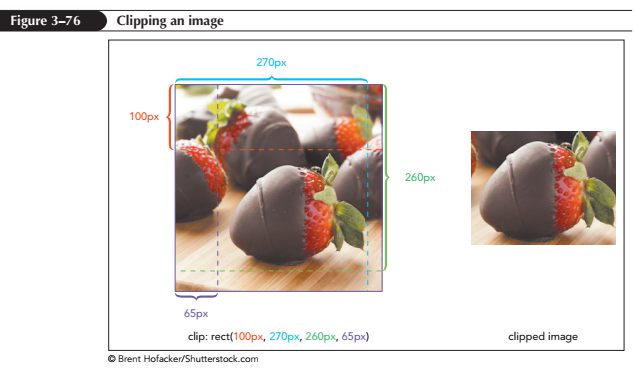 Figure 3–76 Clipping an image
270px
100px
260px
65px
clip: rect(100px, 270px, 260px, 65px)
clipped image
© Brent Hofacker/Shutterstock.com